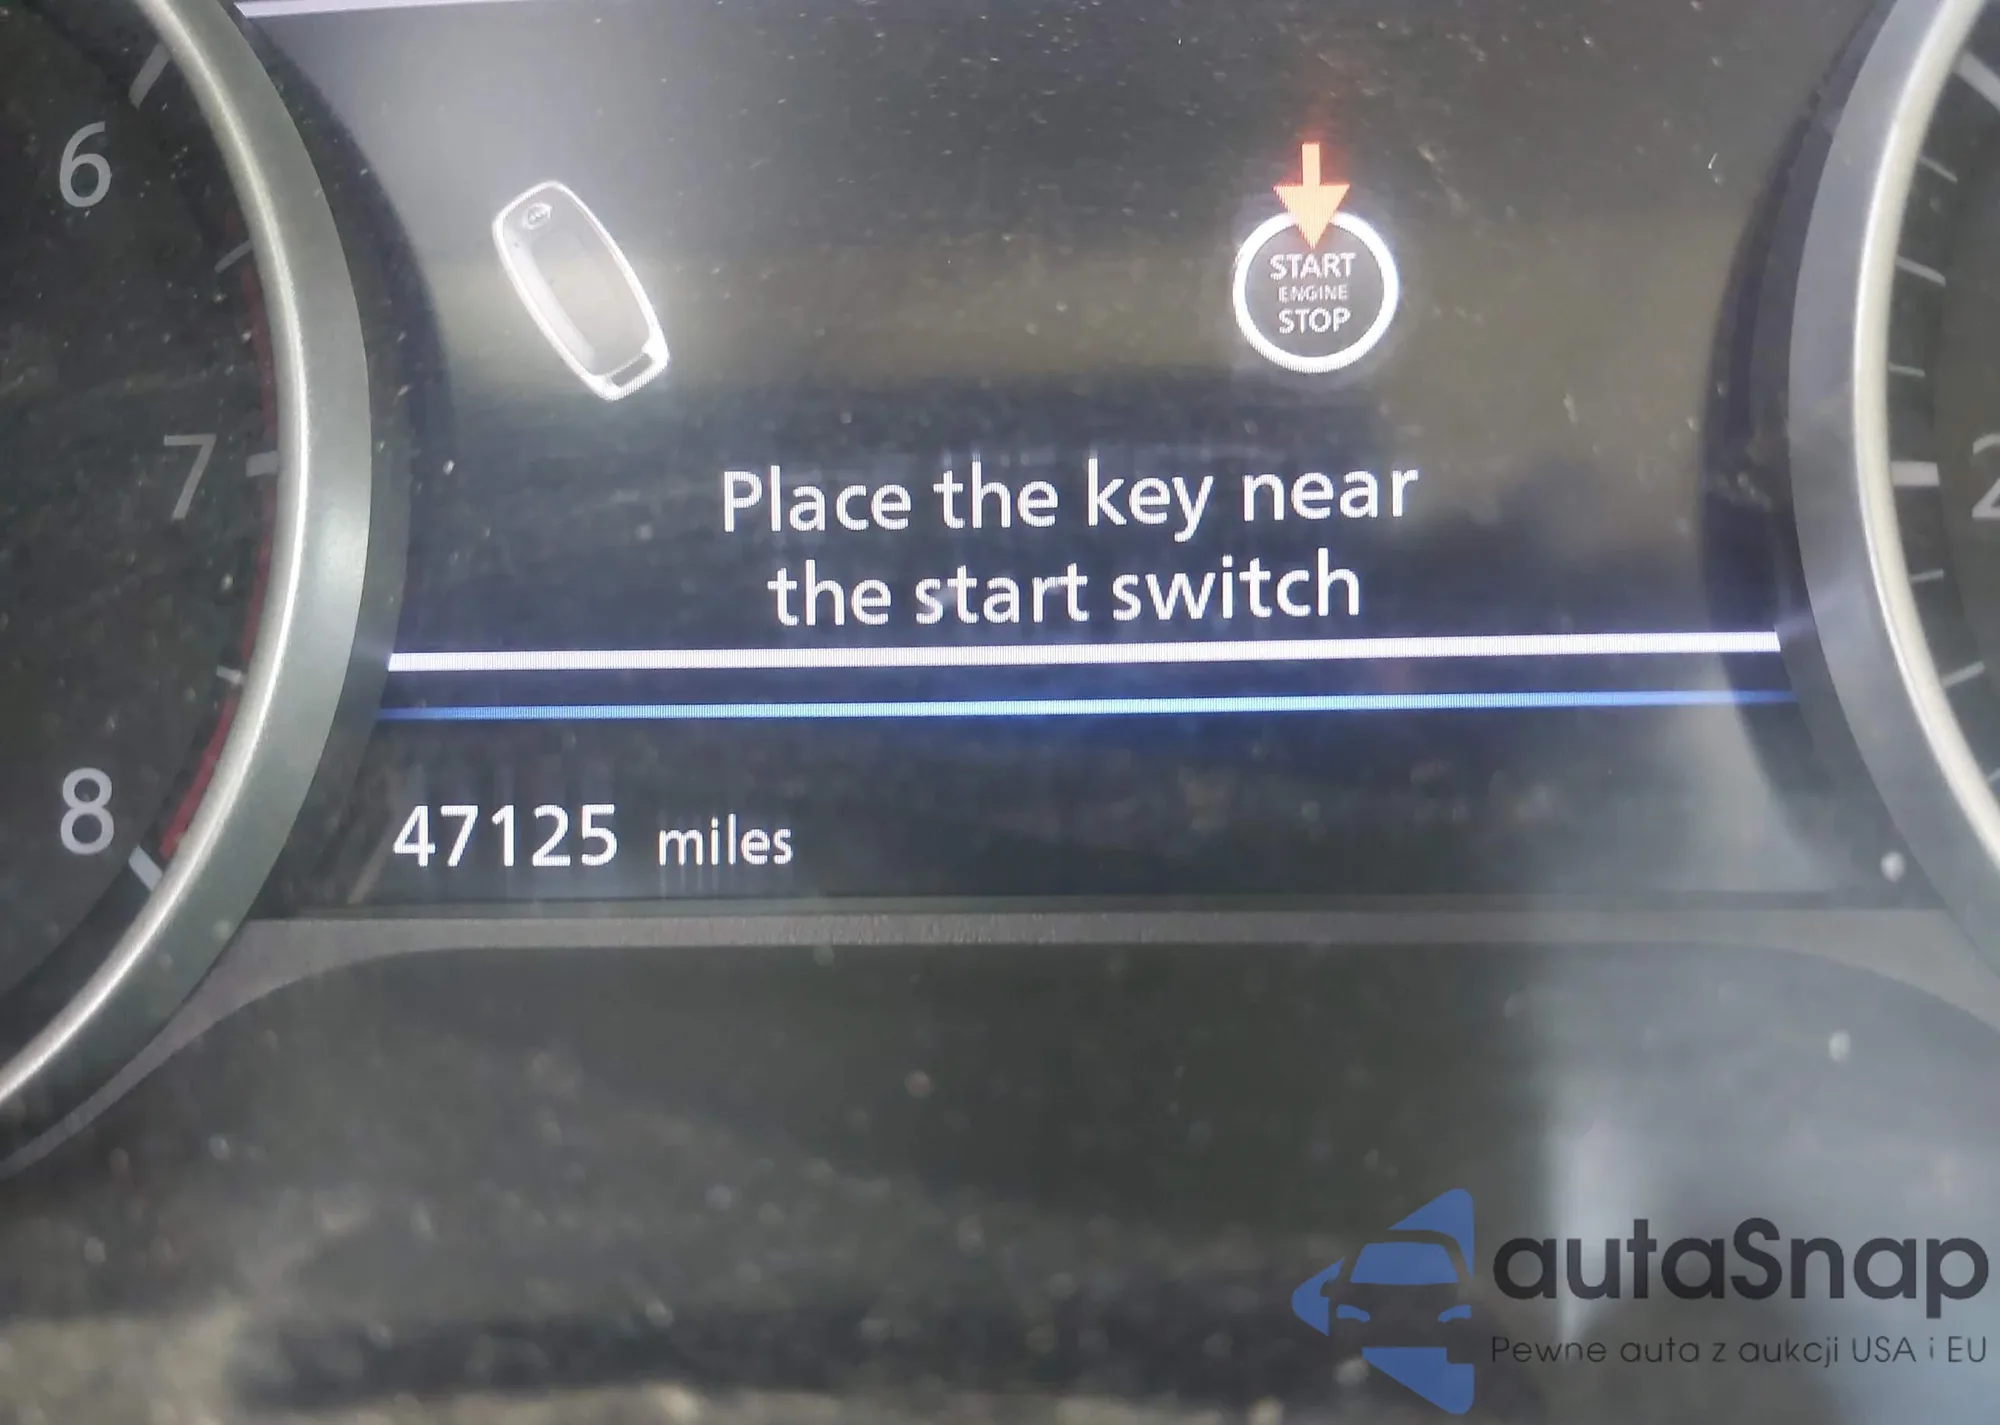 6
7
8
START
ENGINE
STOP
Place the key near
the start switch
47125 miles
2
autaSnap
Pewne auta z aukcji USA i EU